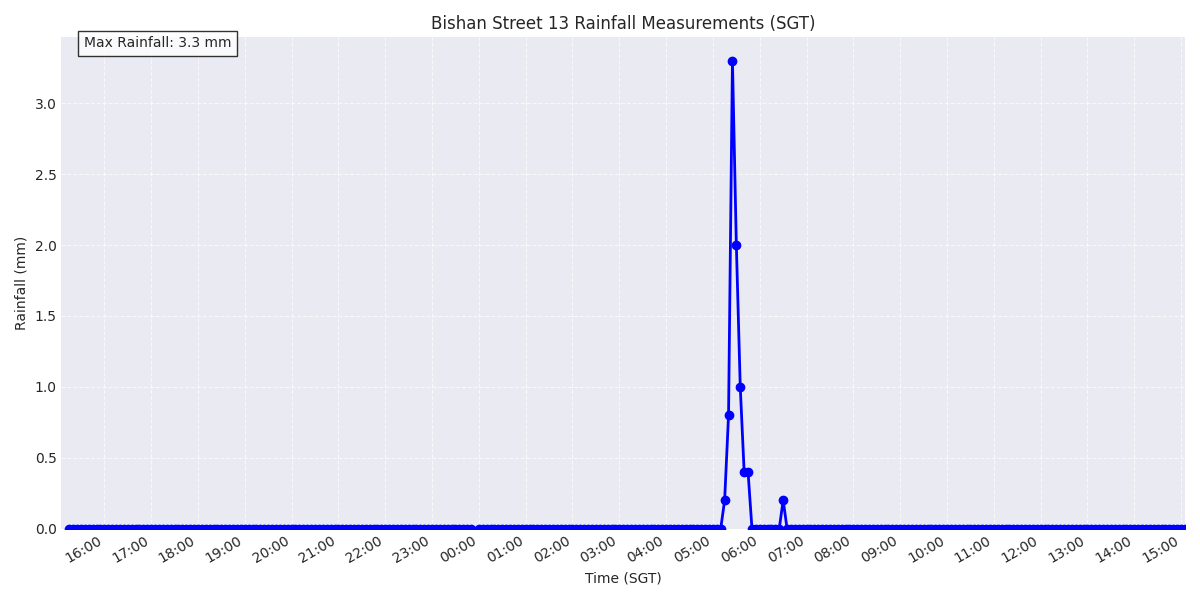 Bishan Street 13 Rainfall Measurements (SGT)
Max Rainfall: 3.3 mm
Rainfall (mm)
3.0
2.5
2.0
1.5
1.0
0.5
0.0
16:00 17:00 18:00 19:00 20:00 21:00 22:00 23:00 00:00 01:00 02:00 03:00 04:00 05:00 06:00 07:00 08:00 09:00 10:00 11:00 12:00 13:00 14:00 15:00
Time (SGT)